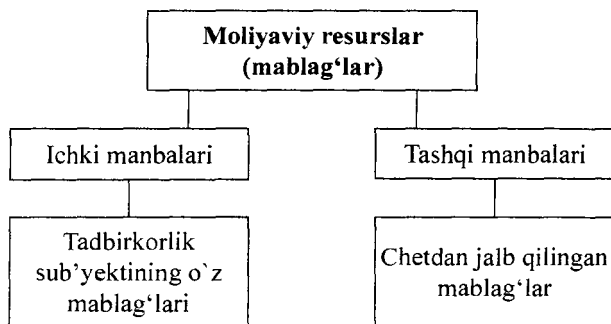 Moliyaviy resurslar
(mablag‘lar)
Ichki manbalari
Tashqi manbalari
Tadbirkorlik
sub’yektining o`z
mablag‘lari
Chetdan jalb qilingan
mablag‘lar